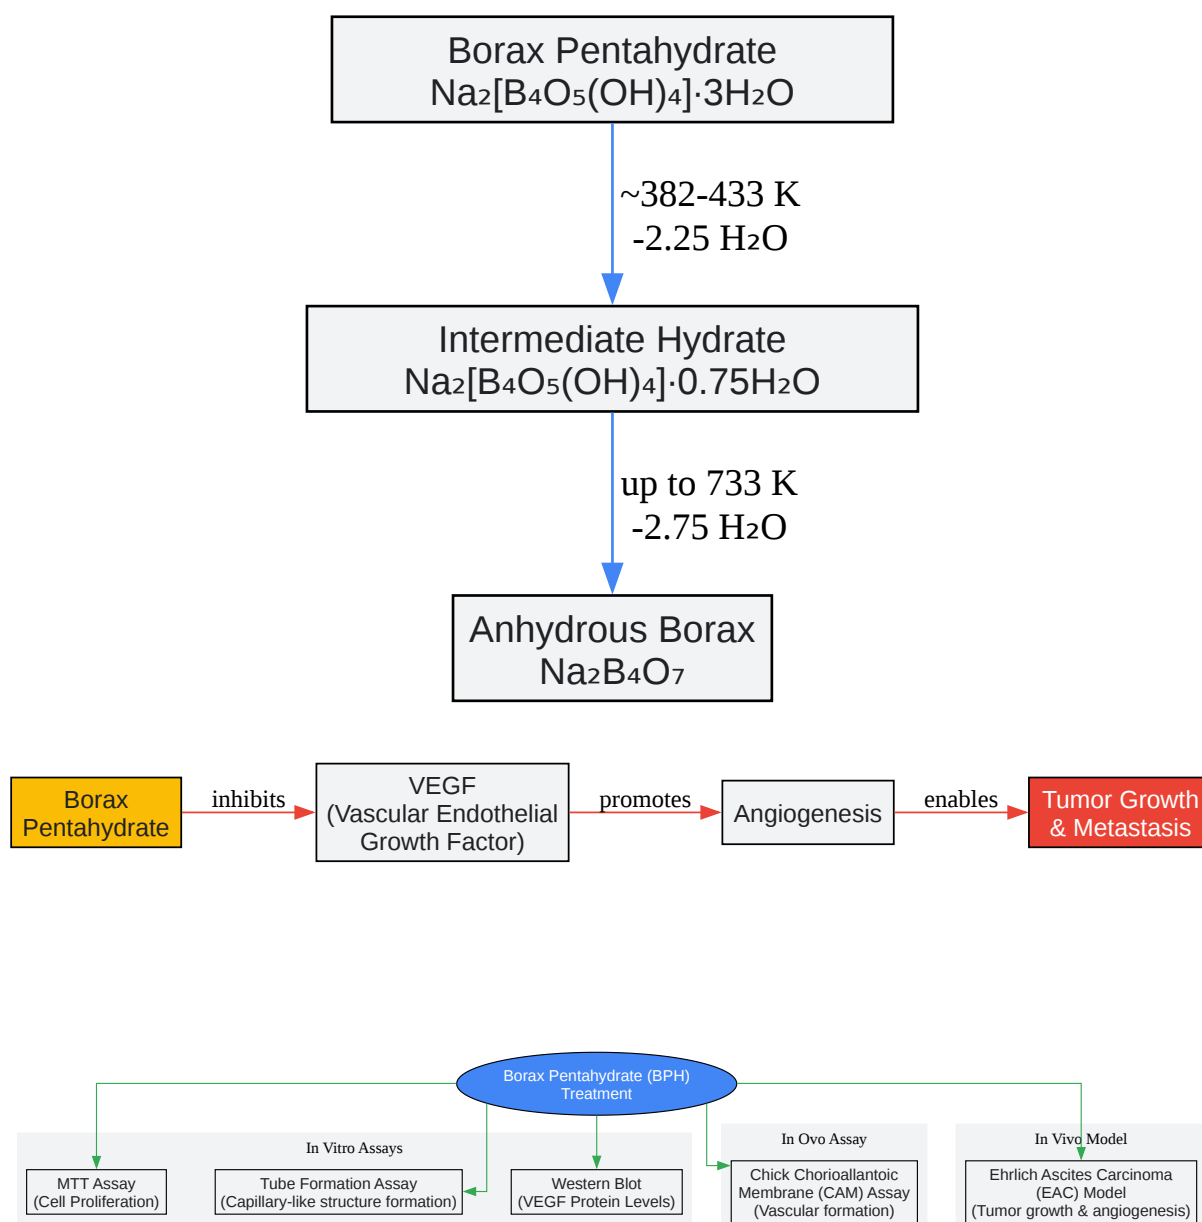 Borax Pentahydrate
Na₂[B₄O₅(OH)₄]·3H₂O
~382-433 K
-2.25 H₂O
Intermediate Hydrate
Na₂[B₄O₅(OH)₄]·0.75H₂O
up to 733 K
-2.75 H₂O
Anhydrous Borax
Na₂B₄O₇
Borax
Pentahydrate
inhibits
VEGF
(Vascular Endothelial
Growth Factor)
promotes
Angiogenesis
enables
Tumor Growth
& Metastasis
Borax Pentahydrate (BPH)
Treatment
In Vitro Assays
MTT Assay
(Cell Proliferation)
Tube Formation Assay
(Capillary-like structure formation)
Western Blot
(VEGF Protein Levels)
In Ovo Assay
Chick Chorioallantoic
Membrane (CAM) Assay
(Vascular formation)
In Vivo Model
Ehrlich Ascites Carcinoma
(EAC) Model
(Tumor growth & angiogenesis)